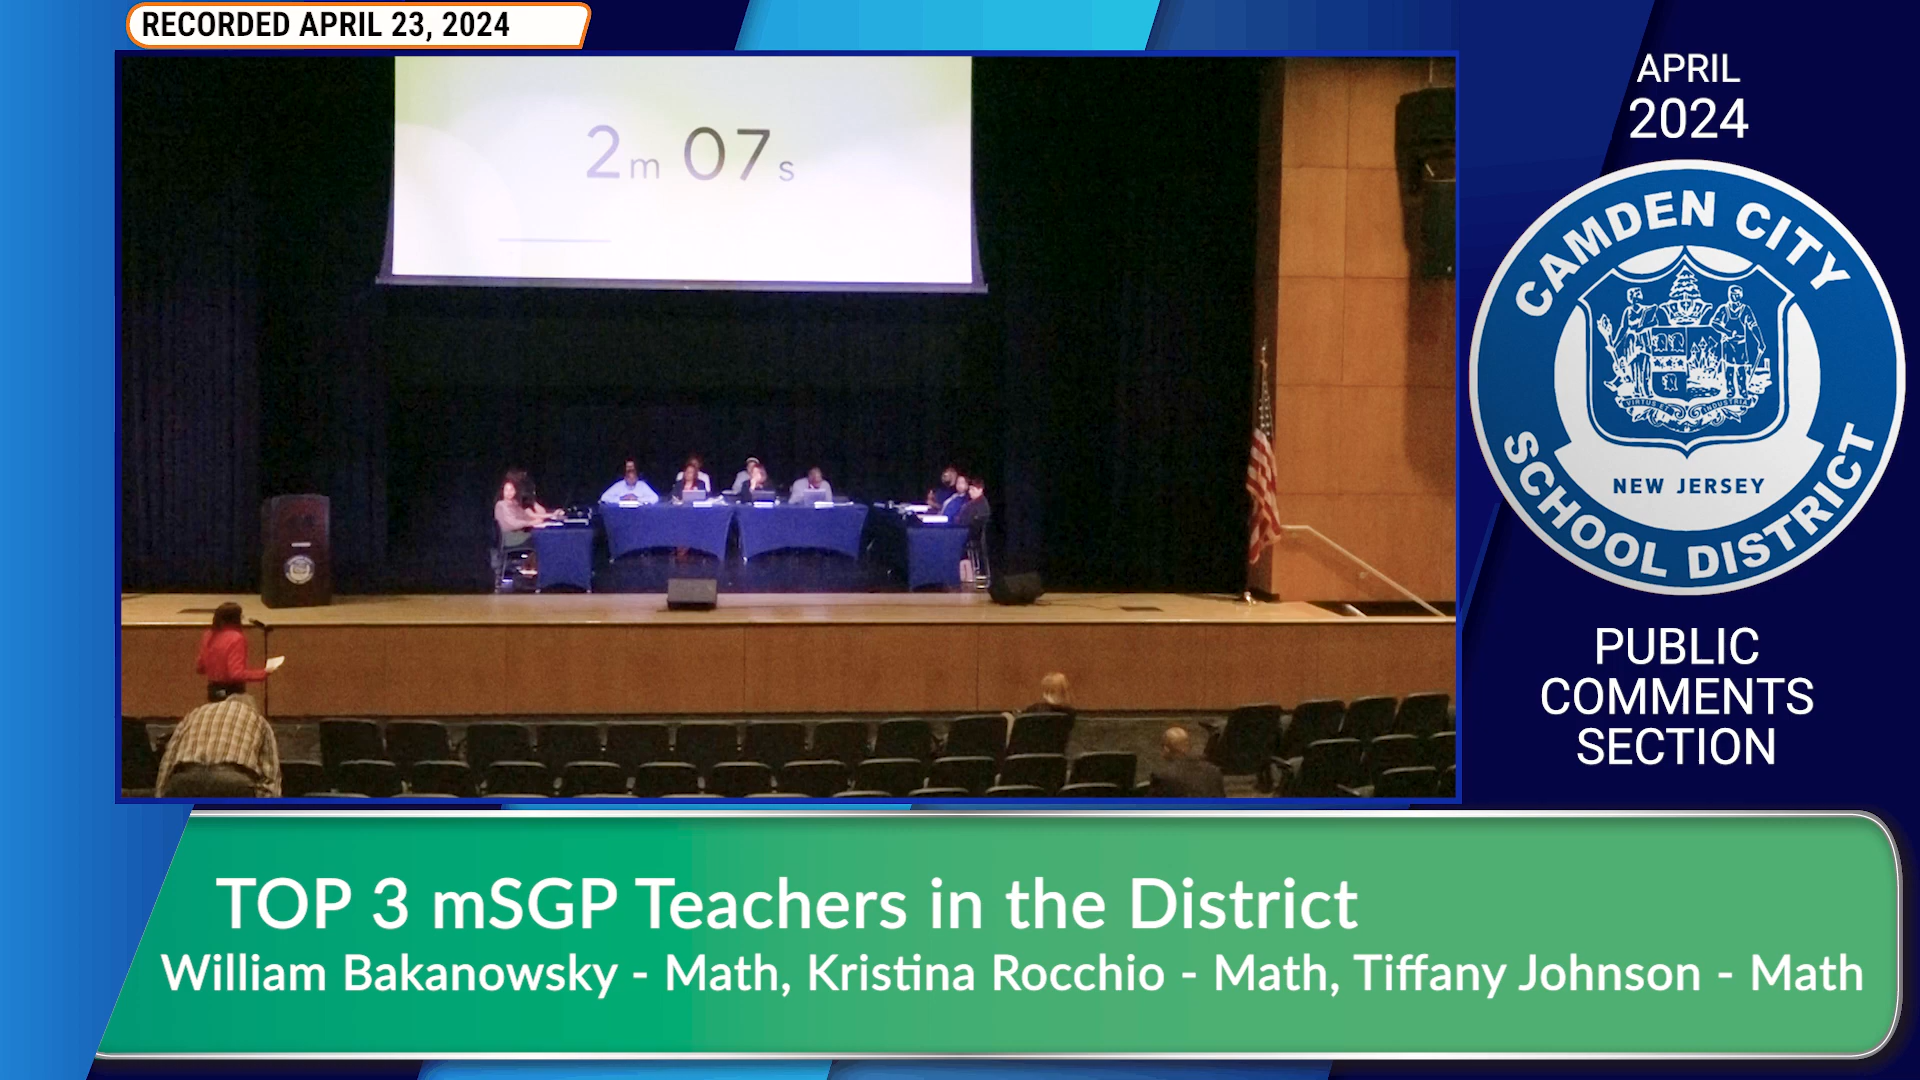 RECORDED APRIL 23, 2024
2m 07s
APRIL
2024
CAMDEN CITY
NEW JERSEY
SCHOOL DISTRICT
PUBLIC
COMMENTS
SECTION
TOP 3 mSGP Teachers in the District
William Bakanowsky - Math, Kristina Rocchio - Math, Tiffany Johnson - Math